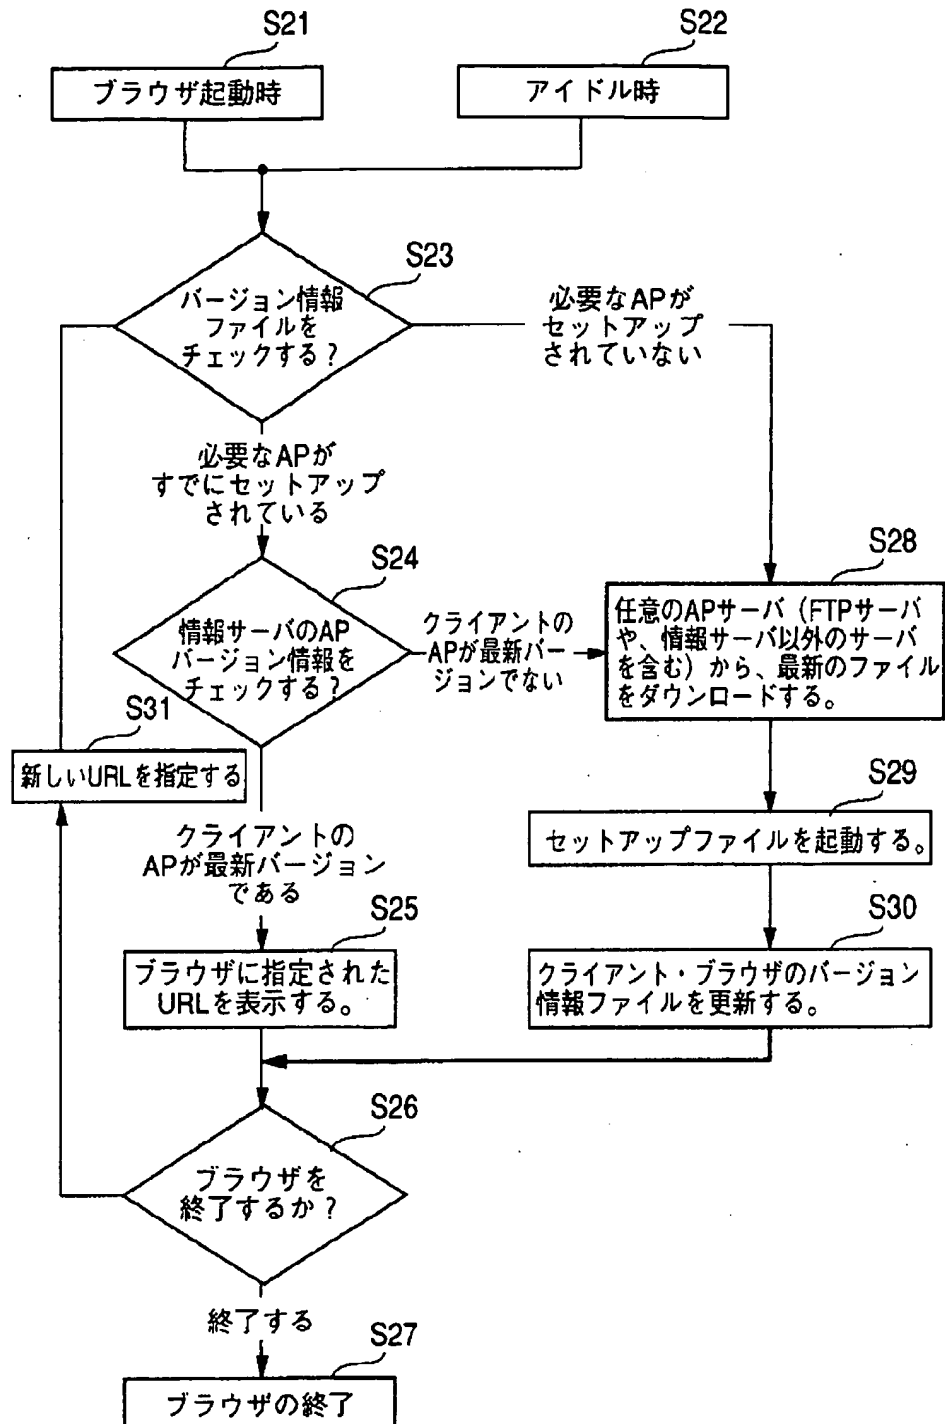 S21
ブラウザ起動時
S22
アイドル時
S23
バージョン情報
ファイルを
チェックする?
必要なAPが
セットアップ
されていない
必要なAPが
すでにセットアップ
されている
S24
情報サーバのAP
バージョン情報を
チェックする?
クライアントの
APが最新バー
ジョンでない
S28
任意のAPサーバ(FTPサーバ
や、情報サーバ以外のサーバ
を含む)から、最新のファイル
をダウンロードする。
S31
新しいURLを指定する
S29
セットアップファイルを起動する。
クライアントの
APが最新バージョン
である
S25
ブラウザに指定された
URLを表示する。
S30
クライアント・ブラウザのバージョン
情報ファイルを更新する。
S26
ブラウザを
終了するか?
終了する
S27
ブラウザの終了